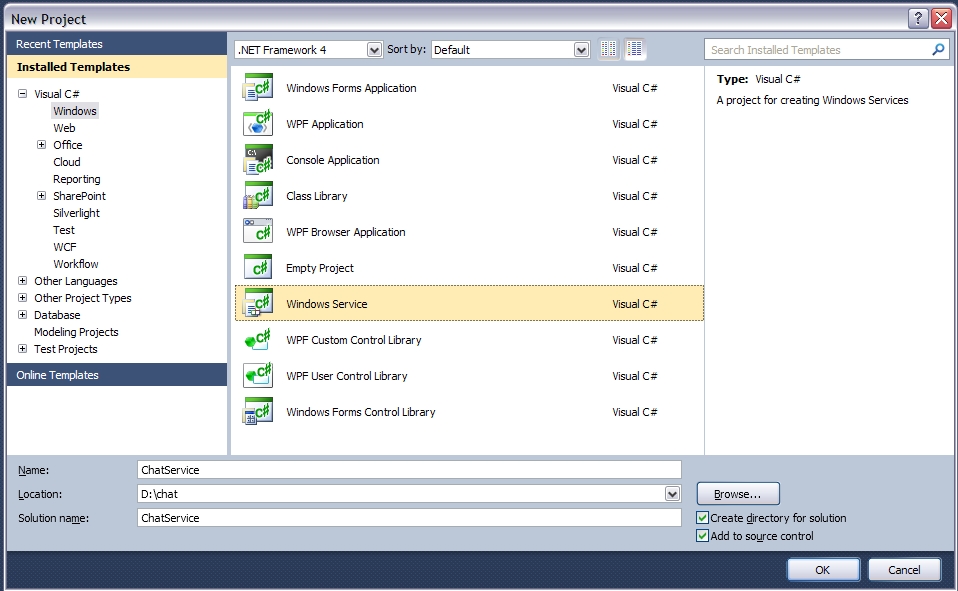 New Project
Recent Templates
Installed Templates
Visual C#
Windows
Web
Office
Cloud
Reporting
SharePoint
Silverlight
Test
WCF
Workflow
Other Languages
Other Project Types
Database
Modeling Projects
Test Projects
Online Templates
.NET Framework 4
Sort by: Default
Search Installed Templates
Windows Forms Application Visual C#
WPF Application Visual C#
Console Application Visual C#
Class Library Visual C#
WPF Browser Application Visual C#
Empty Project Visual C#
Windows Service Visual C#
WPF Custom Control Library Visual C#
WPF User Control Library Visual C#
Windows Forms Control Library Visual C#
Type: Visual C#
A project for creating Windows Services
Name: ChatService
Location: D:\chat
Browse...
Solution name: ChatService
Create directory for solution
Add to source control
OK Cancel